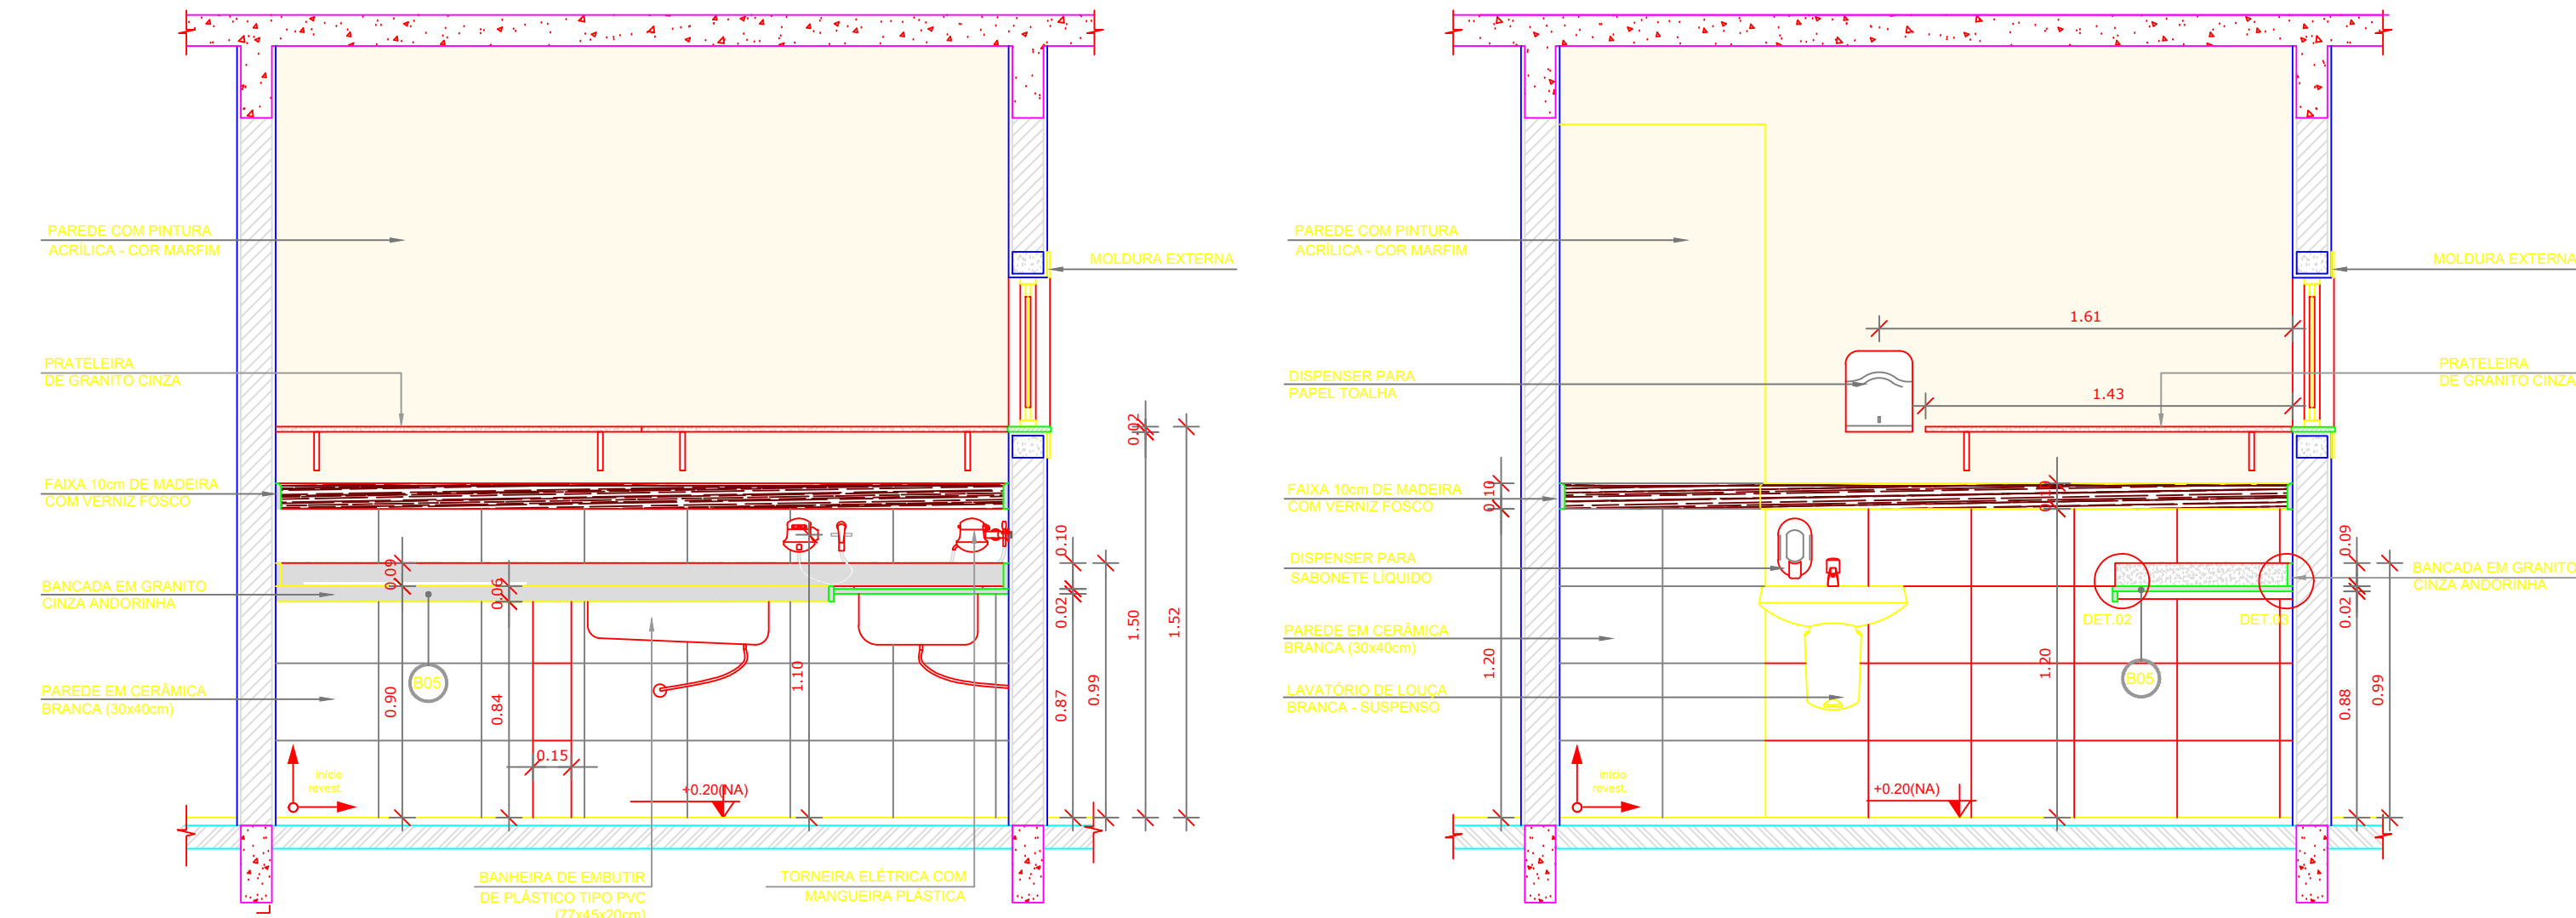 PAREDE COM PINTURA
ACRÍLICA - COR MARFIM
MOLDURA EXTERNA
PRATELEIRA
DE GRANITO CINZA
0.02
FAIXA 10cm DE MADEIRA
COM VERNIZ FOSCO
BANCADA EM GRANITO
CINZA ANDORINHA
0.09
0.06
0.10
0.02
1.50
1.52
PAREDE EM CERÂMICA
BRANCA (30x40cm)
B05
0.90
0.84
1.10
0.87
0.99
0.15
início
revest.
+0.20(NA)
BANHEIRA DE EMBUTIR
DE PLÁSTICO TIPO PVC
(77x45x20cm)
TORNEIRA ELÉTRICA COM
MANGUEIRA PLÁSTICA
PAREDE COM PINTURA
ACRÍLICA - COR MARFIM
MOLDURA EXTERNA
1.61
DISPENSER PARA
PAPEL TOALHA
1.43
PRATELEIRA
DE GRANITO CINZA
FAIXA 10cm DE MADEIRA
COM VERNIZ FOSCO
0.10
0.10
DISPENSER PARA
SABONETE LÍQUIDO
0.09
BANCADA EM GRANITO
CINZA ANDORINHA
0.02
DET.02
DET.03
PAREDE EM CERÂMICA
BRANCA (30x40cm)
1.20
1.20
B05
LAVATÓRIO DE LOUÇA
BRANCA - SUSPENSO
0.88
0.99
início
revest.
+0.20(NA)